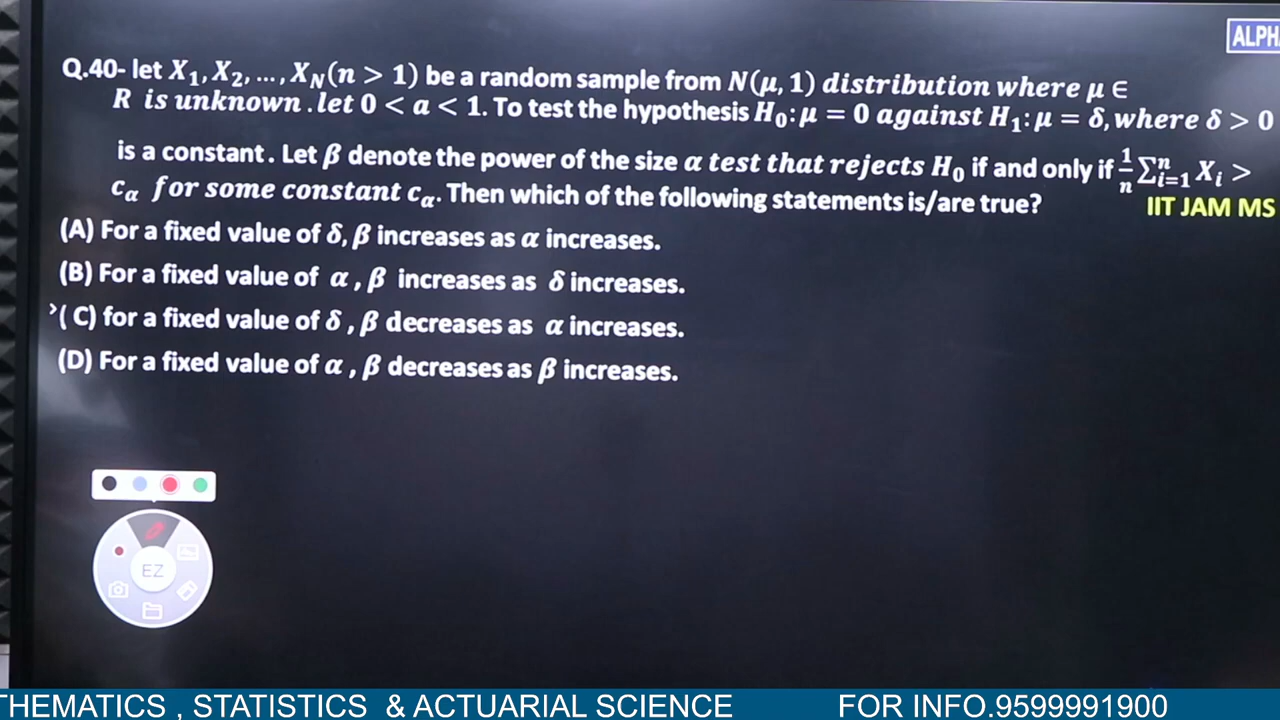 ALPH
Q.40- let X₁, X₂, ..., X_N (n > 1) be a random sample from N(μ, 1) distribution where μ ∈
R is unknown . let 0 < a < 1. To test the hypothesis H₀: μ = 0 against H₁: μ = δ, where δ > 0
is a constant. Let β denote the power of the size α test that rejects H₀ if and only if 1/n ∑ⁿᵢ₌₁ Xᵢ >
c_α for some constant c_α. Then which of the following statements is/are true?
IIT JAM MS
(A) For a fixed value of δ, β increases as α increases.
(B) For a fixed value of α , β increases as δ increases.
›( C) for a fixed value of δ , β decreases as α increases.
(D) For a fixed value of α , β decreases as β increases.
EZ
THEMATICS , STATISTICS & ACTUARIAL SCIENCE FOR INFO.9599991900